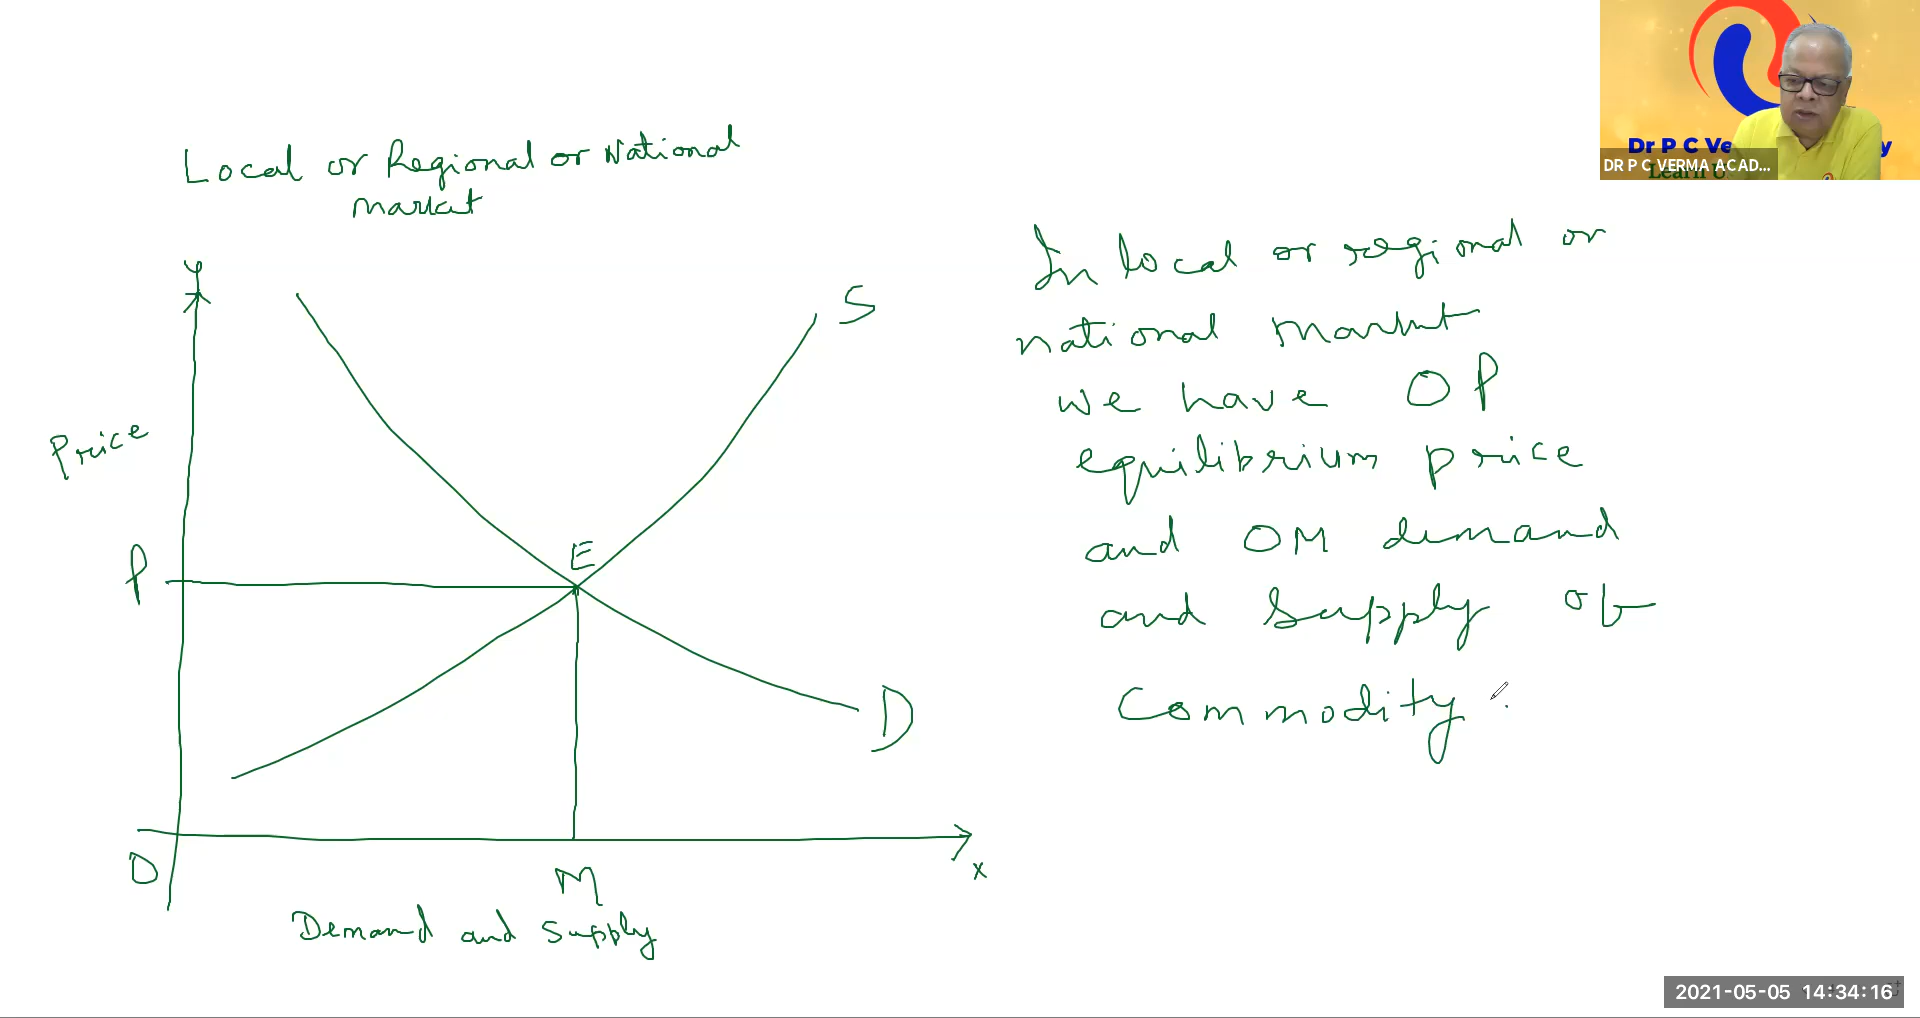 Local or Regional or National
market
y
S
Price
P
E
D
O
M
x
Demand and supply
In local or regional or
national market
we have OP
equilibrium price
and OM demand
and supply of
commodity.
Dr P C Ve
y
DR P C VERMA ACAD...
Learn U
2021-05-05 14:34:16